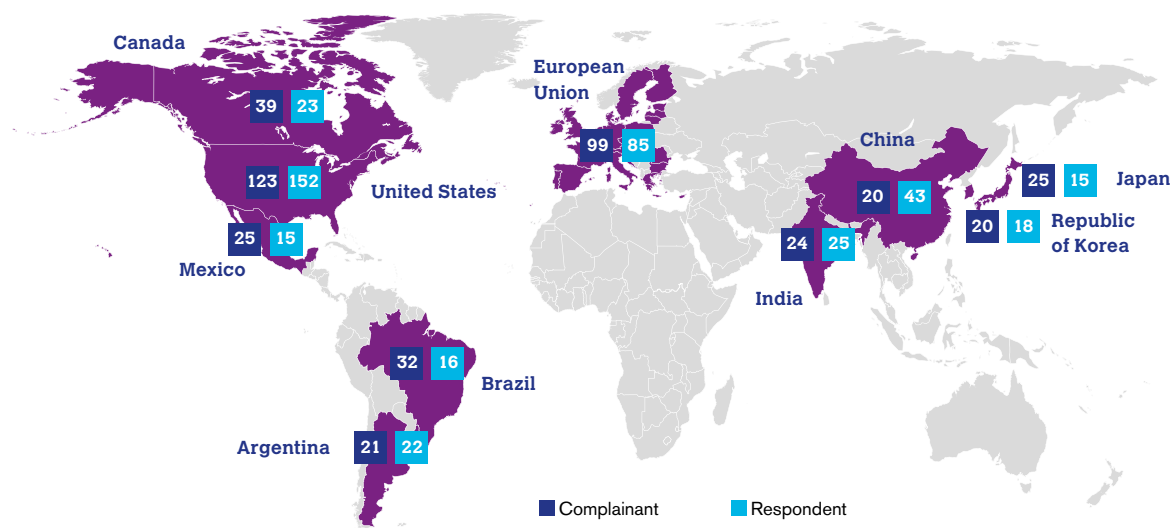 Canada
39 23
European
Union
99 85
China
20 43
123 152
United States
25 15
Japan
20 18
Republic
of Korea
25 15
Mexico
24 25
India
32 16
Brazil
Argentina
21 22
Complainant
Respondent